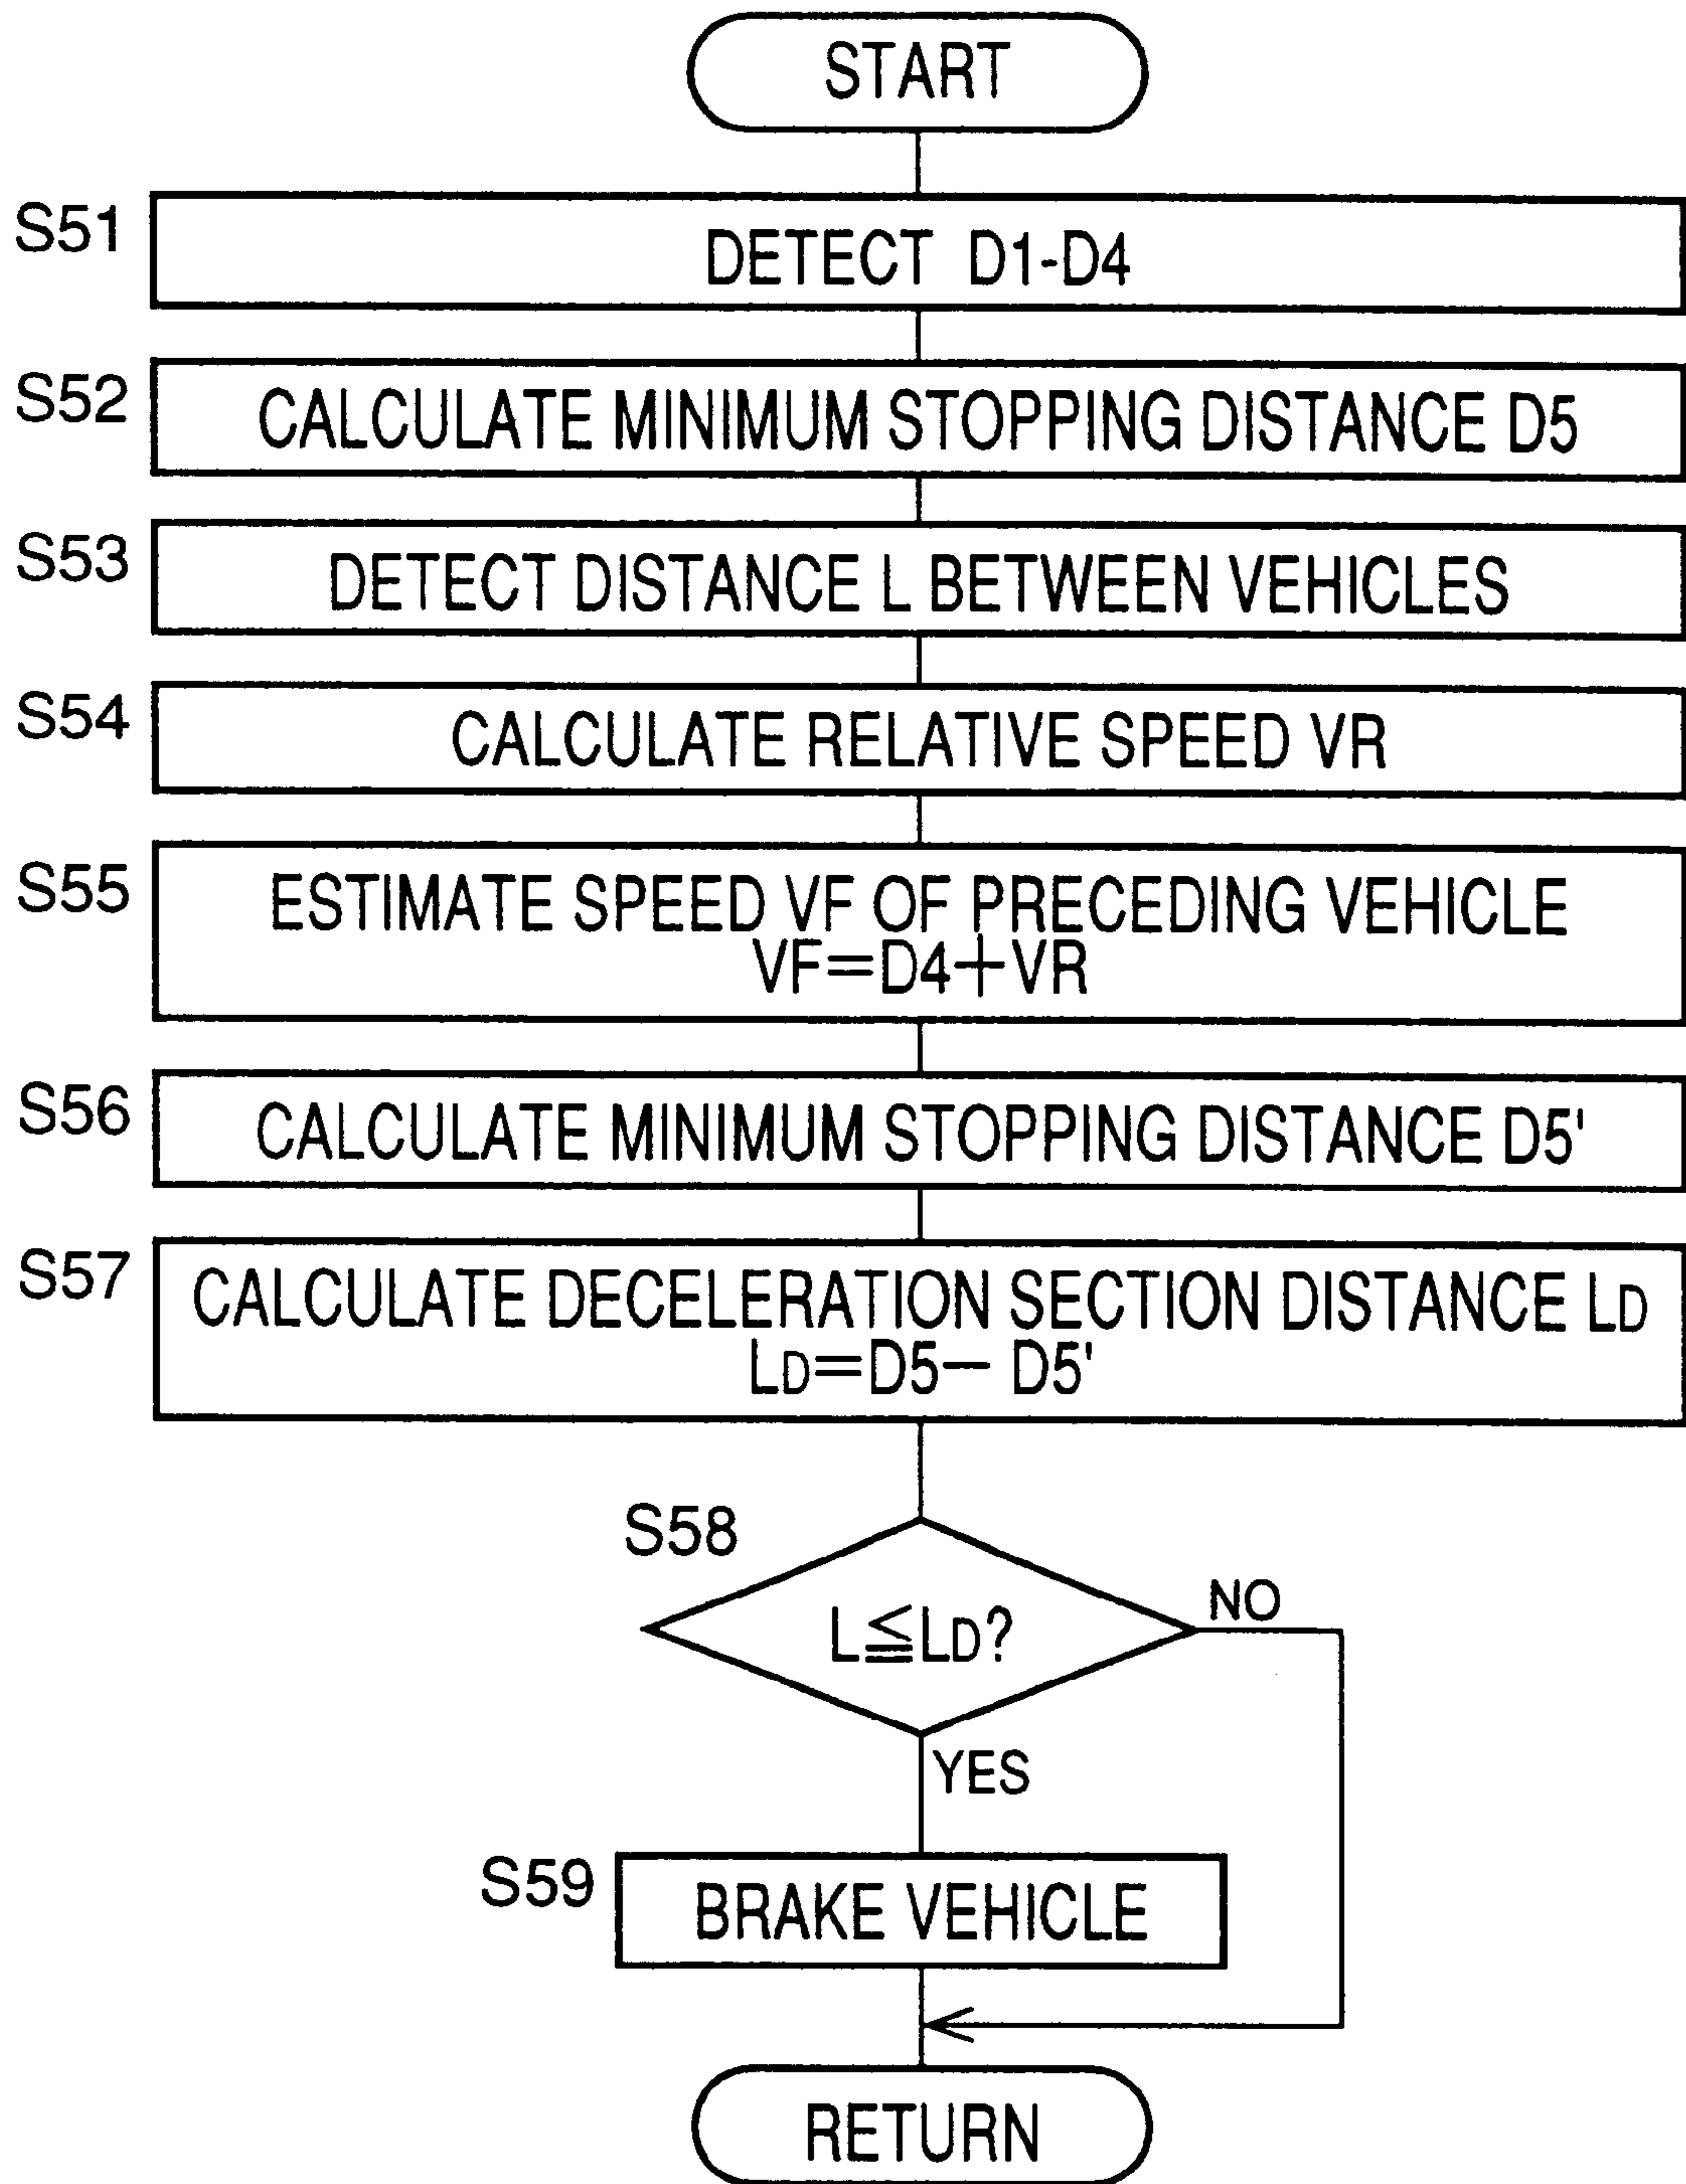 START
S51
DETECT D1-D4
S52
CALCULATE MINIMUM STOPPING DISTANCE D5
S53
DETECT DISTANCE L BETWEEN VEHICLES
S54
CALCULATE RELATIVE SPEED VR
S55
ESTIMATE SPEED VF OF PRECEDING VEHICLE
VF=D4+VR
S56
CALCULATE MINIMUM STOPPING DISTANCE D5'
S57
CALCULATE DECELERATION SECTION DISTANCE LD
LD=D5− D5'
S58
L≦LD?
NO
YES
S59
BRAKE VEHICLE
RETURN